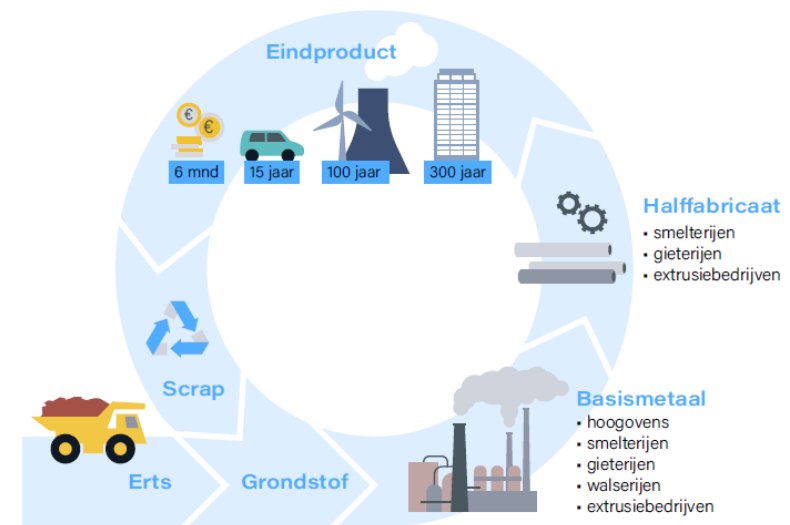 Eindproduct
€
€
6 mnd
15 jaar
100 jaar
300 jaar
Halffabricaat
▪ smelterijen
▪ gieterijen
▪ extrusiebedrijven
Scrap
Basismetaal
▪ hoogovens
▪ smelterijen
▪ gieterijen
▪ walserijen
▪ extrusiebedrijven
Erts
Grondstof